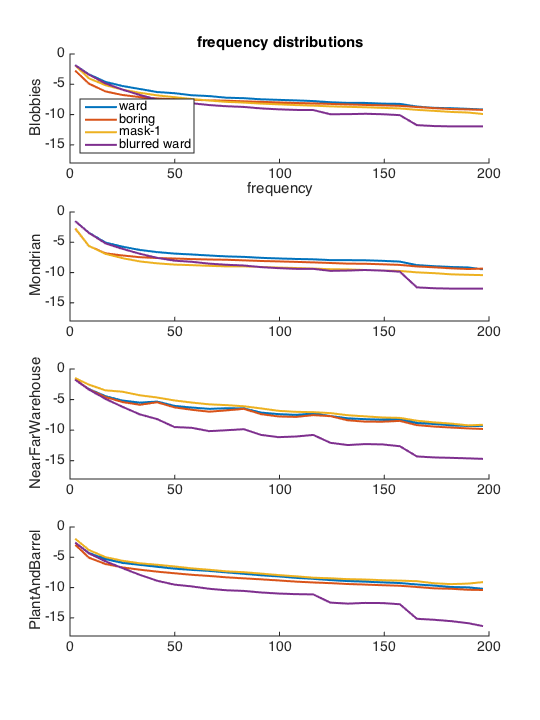 frequency distributions
0
-5
-10
-15
Blobbies
ward
boring
mask-1
blurred ward
0 50 100 150 200
frequency
0
-5
-10
-15
Mondrian
0 50 100 150 200
0
-5
-10
-15
NearFarWarehouse
0 50 100 150 200
0
-5
-10
-15
PlantAndBarrel
0 50 100 150 200